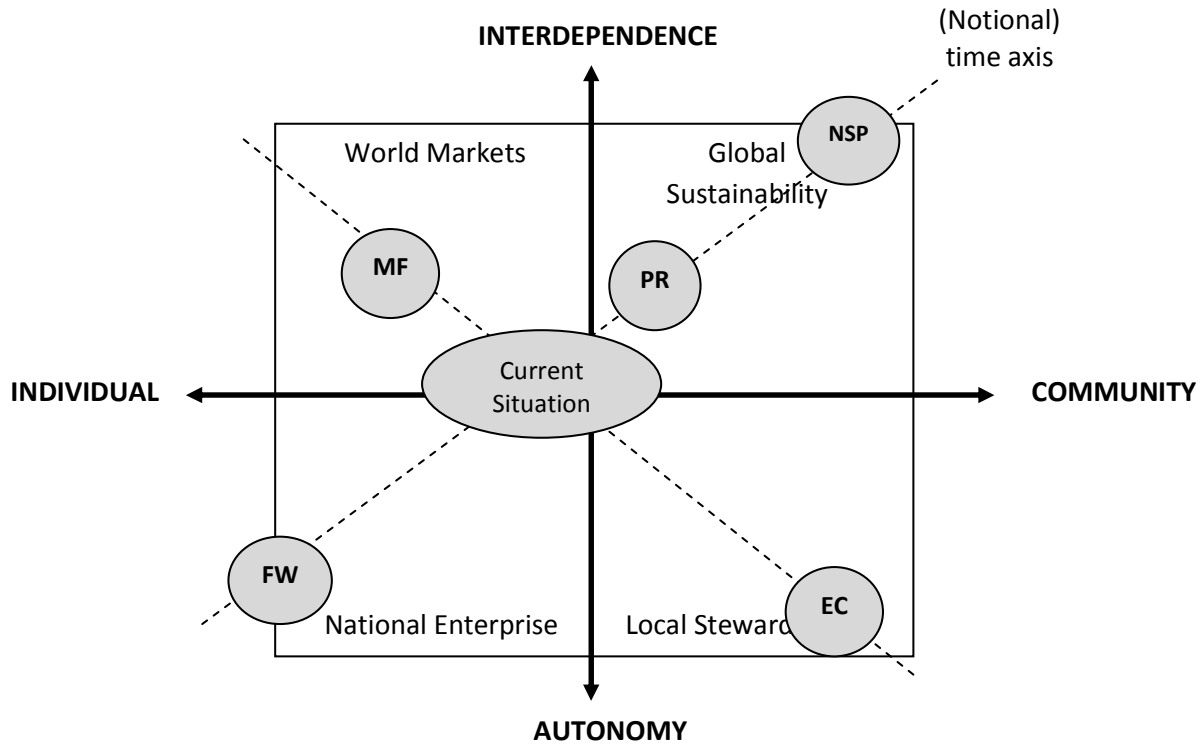 (Notional)
time axis
INTERDEPENDENCE
NSP
World Markets
Global
Sustainability
MF
PR
Current
Situation
INDIVIDUAL
COMMUNITY
FW
EC
National Enterprise
Local Steward
AUTONOMY